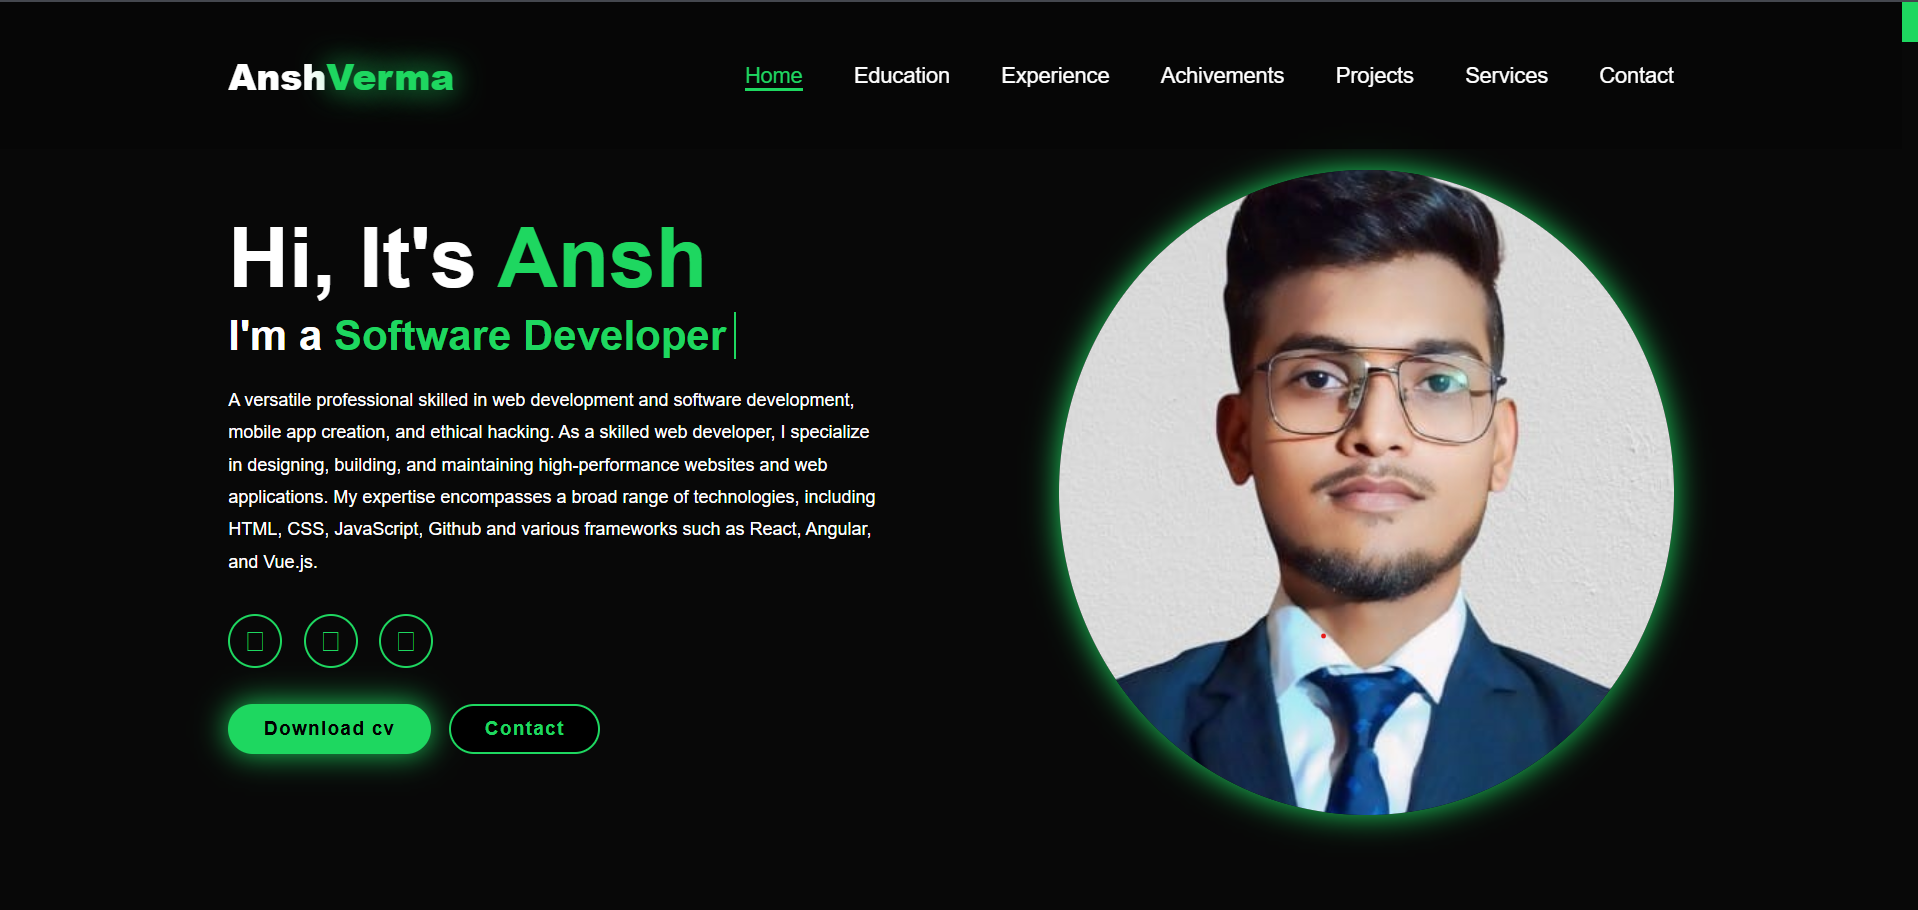 AnshVerma
Home Education Experience Achivements Projects Services Contact
Hi, It's Ansh
I'm a Software Developer
A versatile professional skilled in web development and software development,
mobile app creation, and ethical hacking. As a skilled web developer, I specialize
in designing, building, and maintaining high-performance websites and web
applications. My expertise encompasses a broad range of technologies, including
HTML, CSS, JavaScript, Github and various frameworks such as React, Angular,
and Vue.js.
Download cv Contact